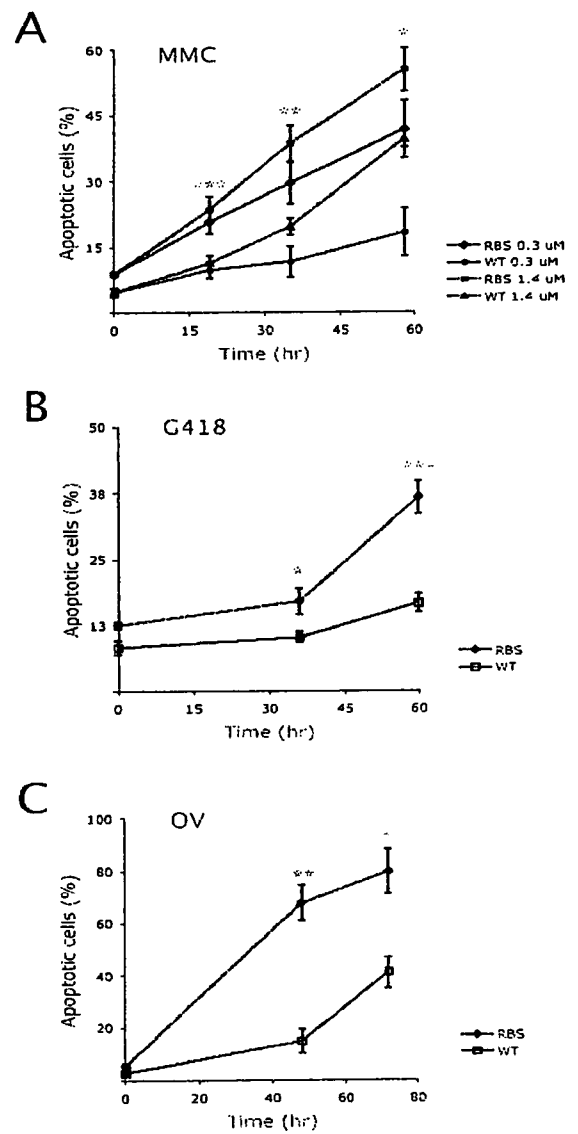 A
MMC
60
45
30
15
Apoptotic cells (%)
***
**
*
0 15 30 45 60
Time (hr)
RBS 0.3 uM
WT 0.3 uM
RBS 1.4 uM
WT 1.4 uM
B
G418
50
38
25
13
Apoptotic cells (%)
*
0 15 30 45 60
Time (hr)
RBS
WT
C
OV
100
80
60
40
20
Apoptotic cells (%)
**
0 20 40 60 80
Time (hr)
RBS
WT